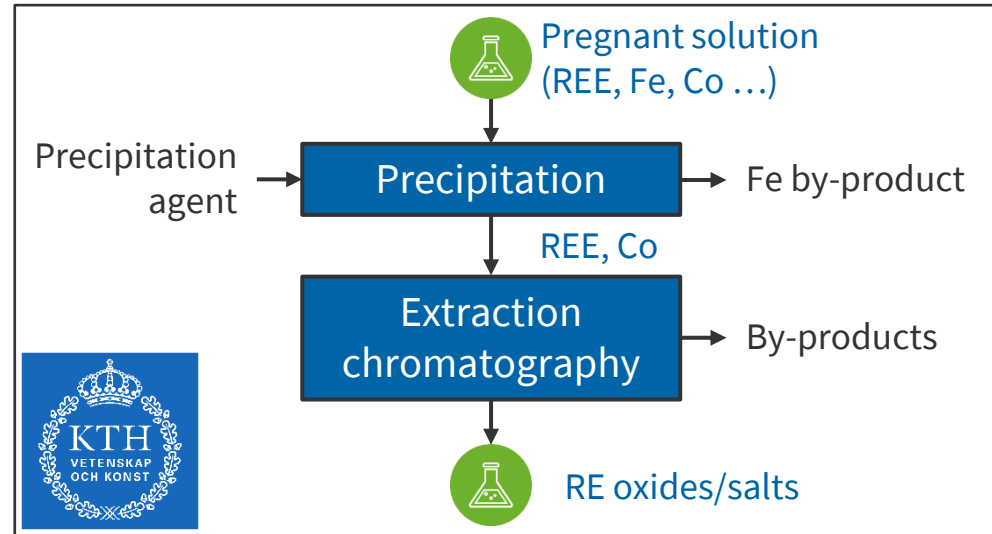 Pregnant solution
(REE, Fe, Co …)
Precipitation
agent
Precipitation
Fe by-product
REE, Co
Extraction
chromatography
By-products
KTH
VETENSKAP
OCH KONST
RE oxides/salts